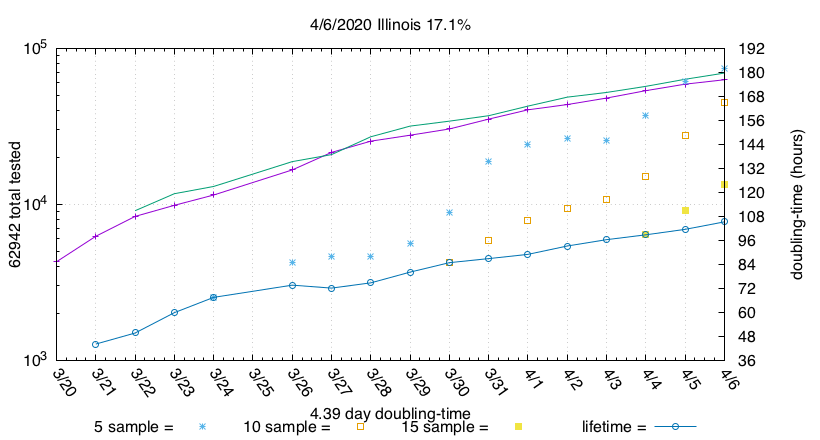 4/6/2020 Illinois 17.1%
10^5
10^4
10^3
62942 total tested
192
180
168
156
144
132
120
108
96
84
72
60
48
36
doubling-time (hours)
3/20 3/21 3/22 3/23 3/24 3/25 3/26 3/27 3/28 3/29 3/30 3/31 4/1 4/2 4/3 4/4 4/5 4/6
4.39 day doubling-time
5 sample = 10 sample = 15 sample = lifetime =